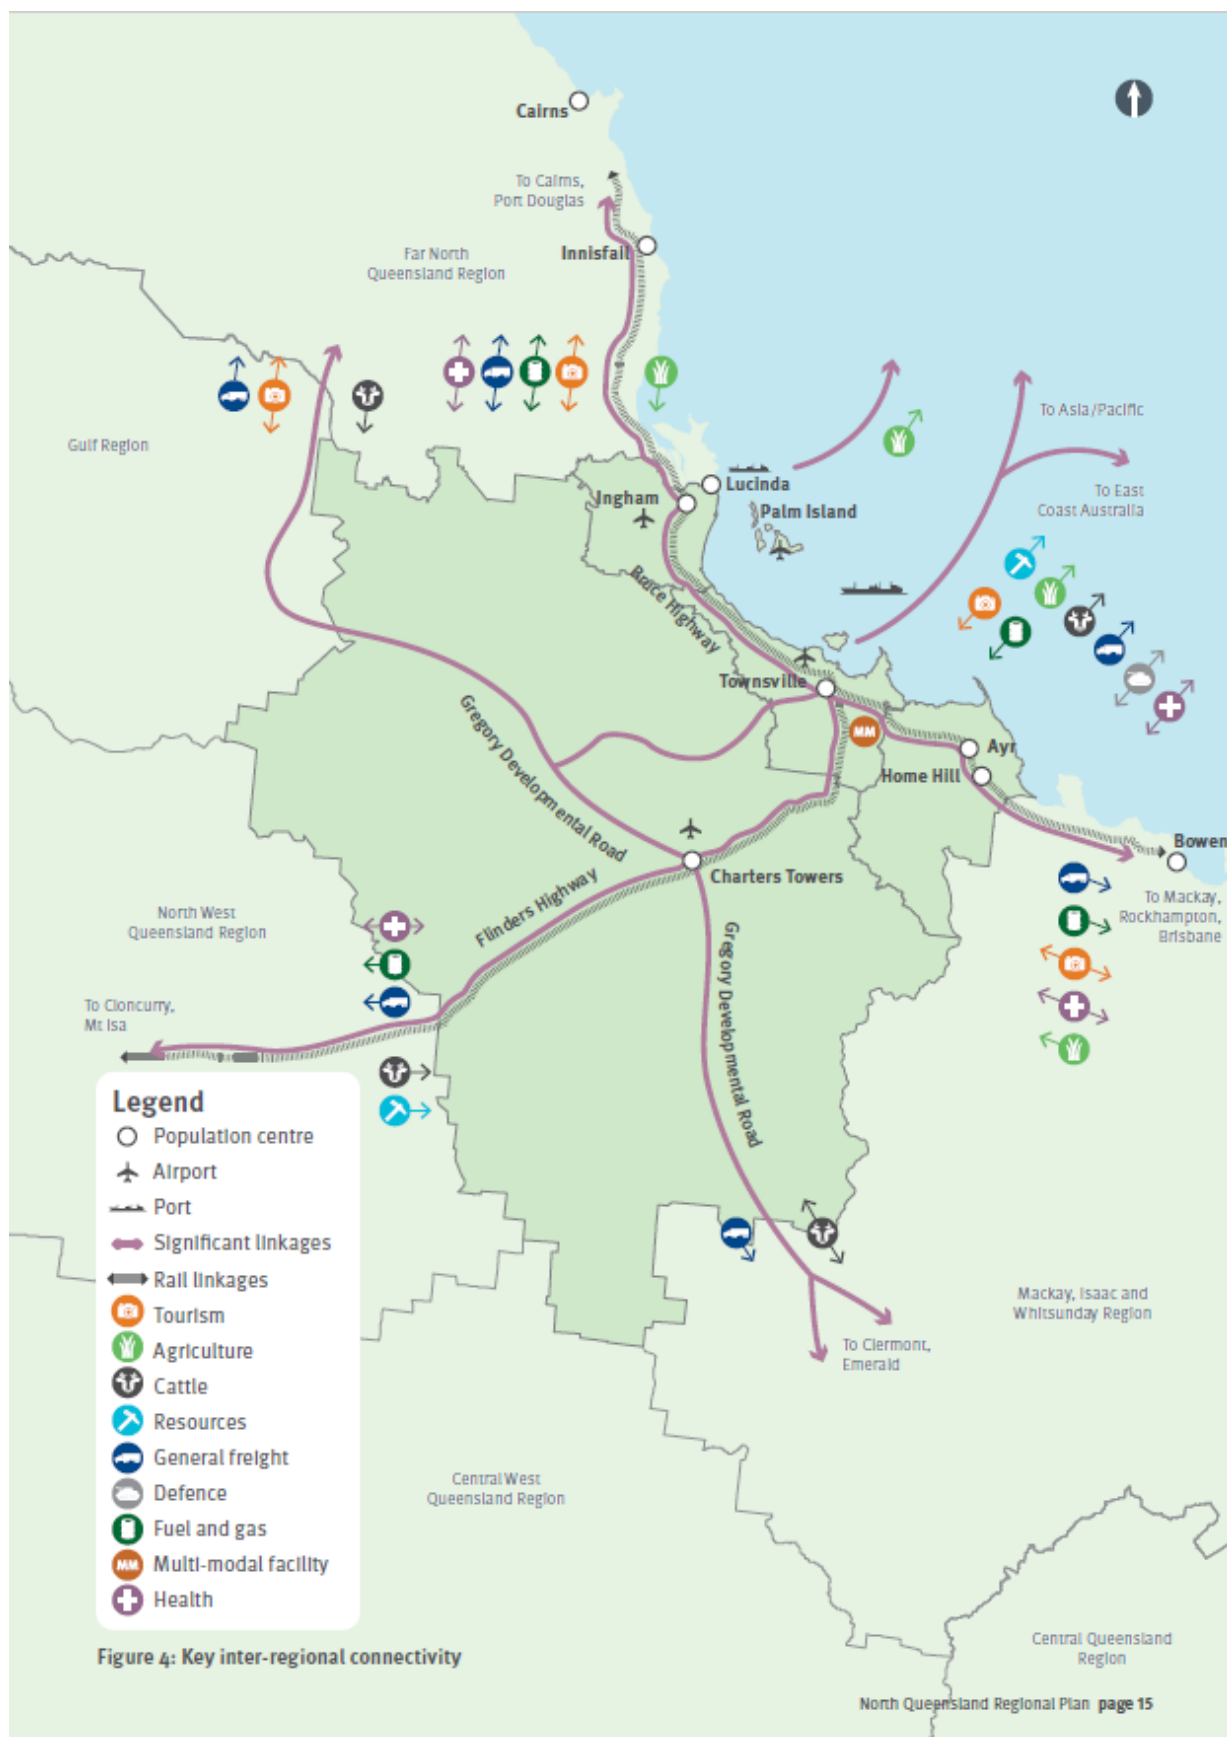 Cairns
To Cairns,
Port Douglas
Innisfail
Far North
Queensland Region
Gulf Region
To Asia/Pacific
Lucinda
Ingham
Palm Island
To East
Coast Australia
Bruce Highway
Townsville
Gregory Developmental Road
MM
Ayr
Home Hill
Bowen
Charters Towers
Flinders Highway
To Mackay,
Rockhampton,
Brisbane
North West
Queensland Region
Gregory Developmental Road
To Cloncurry,
Mt Isa
Legend
Population centre
Airport
Port
Significant linkages
Rail linkages
Tourism
Agriculture
Cattle
Resources
General freight
Defence
Fuel and gas
MM Multi-modal facility
Health
Mackay, Isaac and
Whitsunday Region
To Clermont,
Emerald
Central West
Queensland Region
Central Queensland
Region
Figure 4: Key inter-regional connectivity
North Queensland Regional Plan page 15